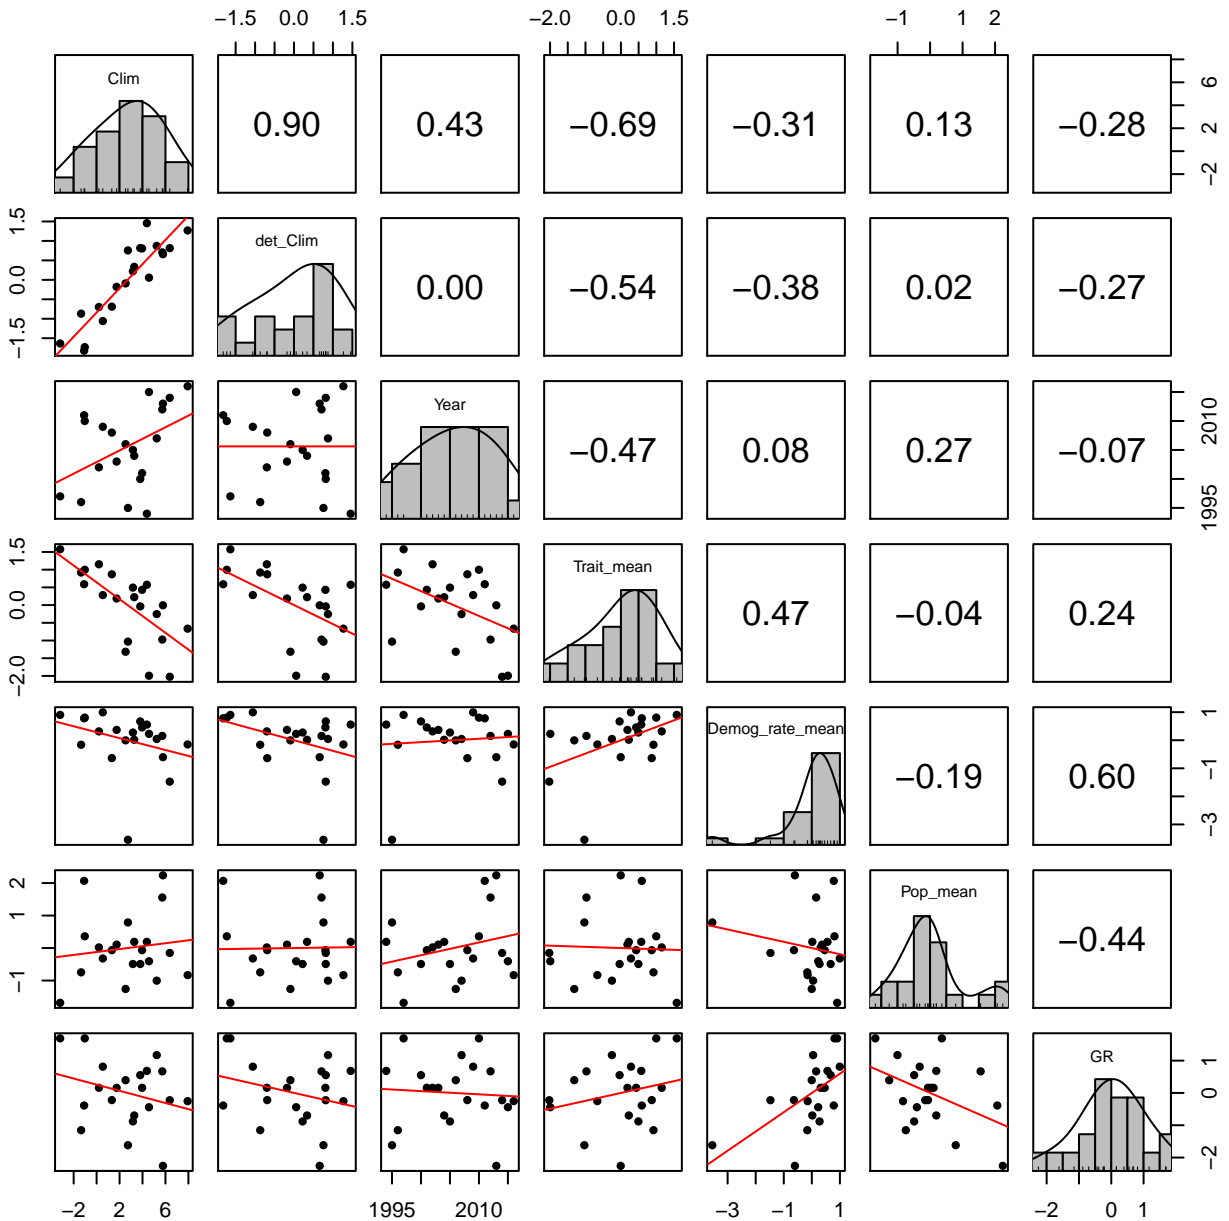 −1.5 0.0 1.5 −2.0 0.0 1.5 −1 1 2
Clim 0.90 0.43 −0.69 −0.31 0.13 −0.28 −2 2 6
−1.5 0.0 1.5 det_Clim 0.00 −0.54 −0.38 0.02 −0.27
Year −0.47 0.08 0.27 −0.07 1995 2010
−2.0 0.0 1.5 Trait_mean 0.47 −0.04 0.24
Demog_rate_mean −0.19 0.60 −3 −1 1
−1 1 2 Pop_mean −0.44
GR −2 0 1
−2 2 6 1995 2010 −3 −1 1 −2 0 1